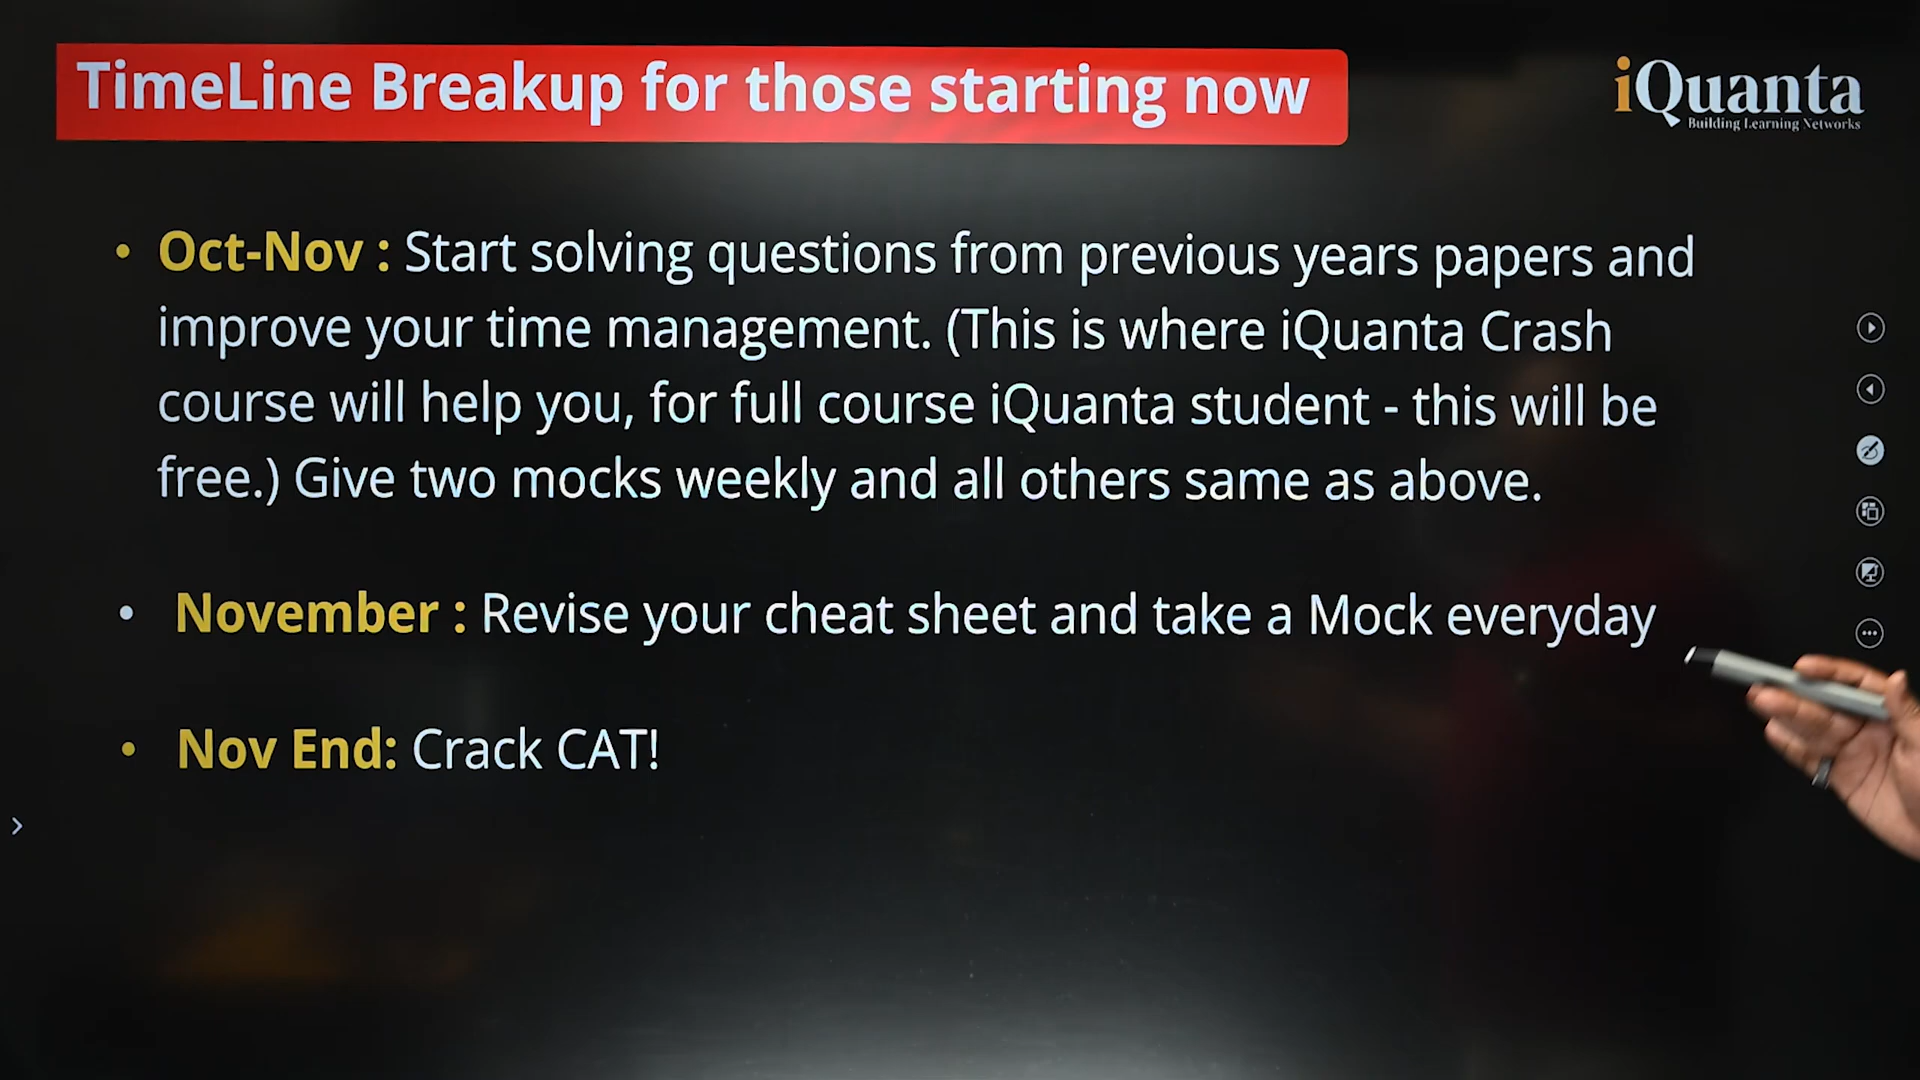 TimeLine Breakup for those starting now
iQuanta
Building Learning Networks
• Oct-Nov : Start solving questions from previous years papers and
improve your time management. (This is where iQuanta Crash
course will help you, for full course iQuanta student - this will be
free.) Give two mocks weekly and all others same as above.
• November : Revise your cheat sheet and take a Mock everyday
• Nov End: Crack CAT!